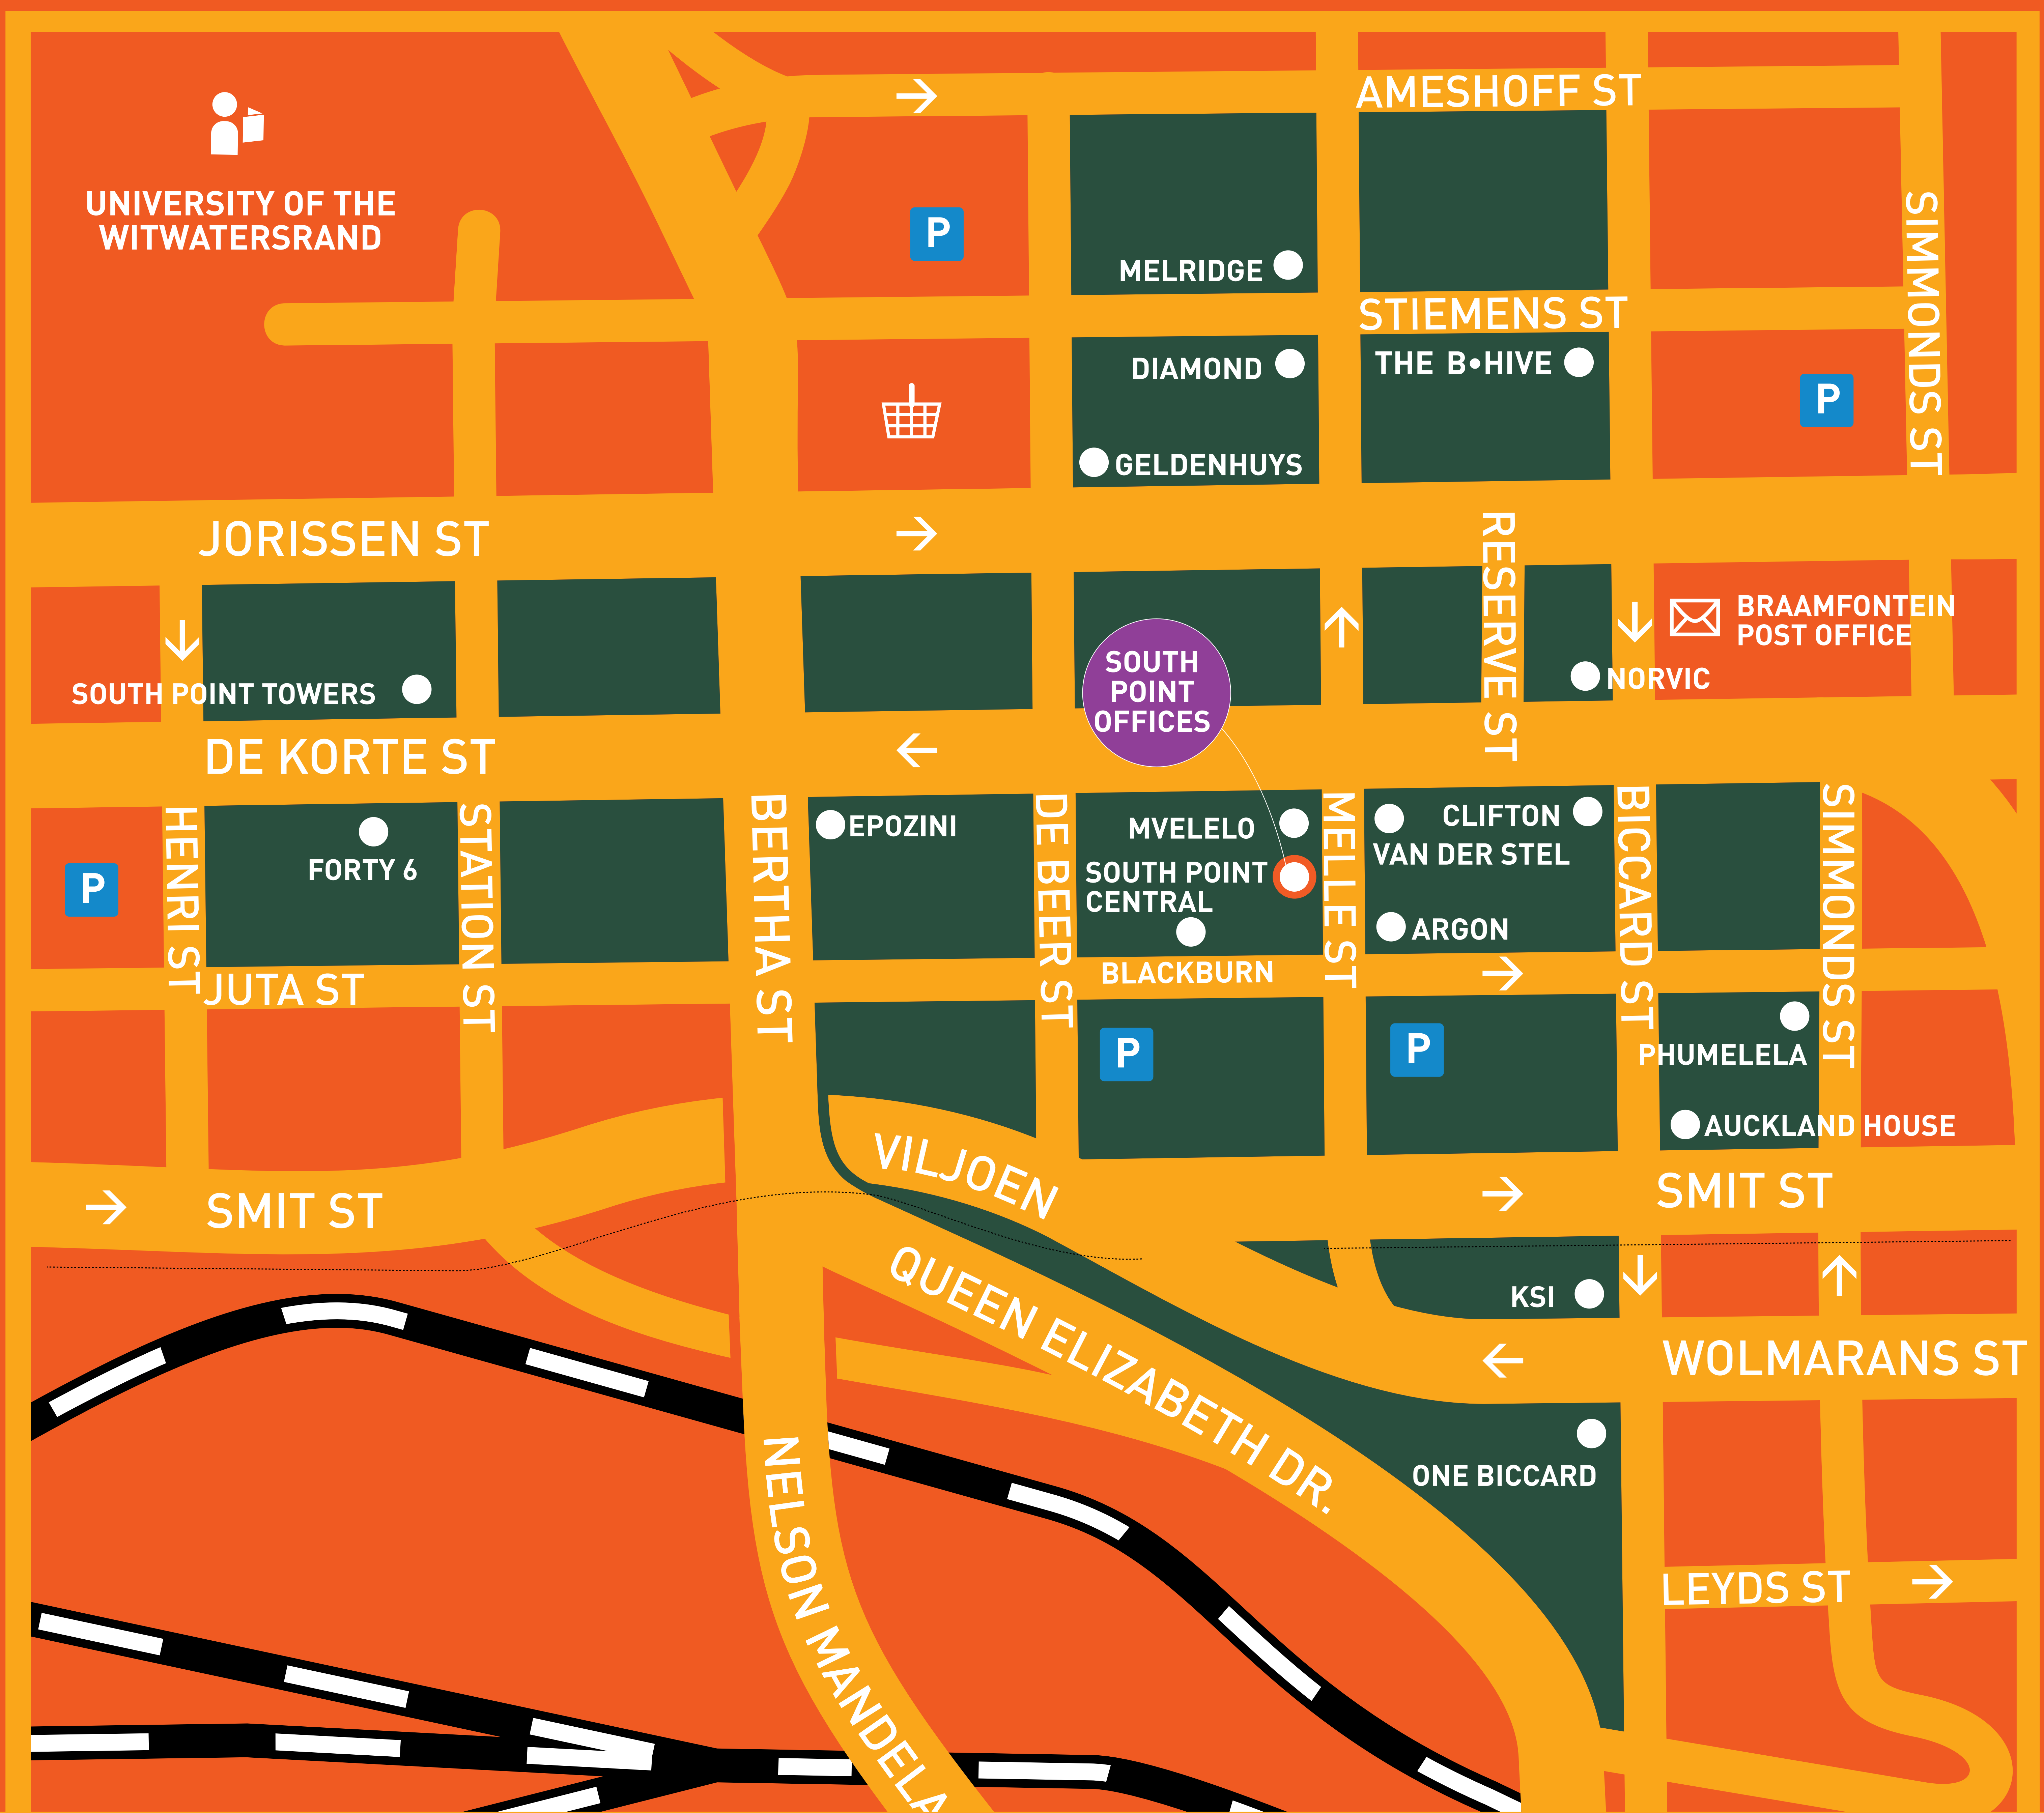 AMESHOFF ST
UNIVERSITY OF THE
WITWATERSRAND
SIMMONDS ST
P
MELRIDGE
STIEMENS ST
DIAMOND
THE B•HIVE
P
GELDENHUYS
JORISSEN ST
RESERVE ST
BRAAMFONTEIN
POST OFFICE
SOUTH
POINT
OFFICES
SOUTH POINT TOWERS
NORVIC
DE KORTE ST
HENRI ST
STATION ST
BERTHA ST
DE BEER ST
MELLE ST
BICCARD ST
SIMMONDS ST
EPOZINI
MVELELO
CLIFTON
VAN DER STEL
FORTY 6
P
SOUTH POINT
CENTRAL
ARGON
BLACKBURN
JUTA ST
P
P
PHUMELELA
AUCKLAND HOUSE
VILJOEN
SMIT ST
SMIT ST
QUEEN ELIZABETH DR.
KSI
WOLMARANS ST
NELSON MANDELA
ONE BICCARD
LEYDS ST